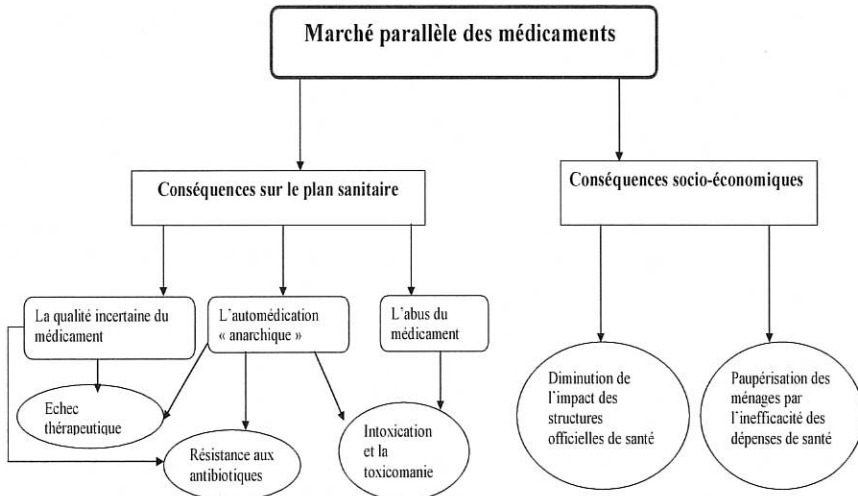 Marché parallèle des médicaments
Conséquences sur le plan sanitaire
Conséquences socio-économiques
La qualité incertaine du
médicament
L'automédication
« anarchique »
L'abus du
médicament
Echec
thérapeutique
Résistance aux
antibiotiques
Intoxication
et la
toxicomanie
Diminution de
l'impact des
structures
officielles de santé
Paupérisation des
ménages par
l'inefficacité des
dépenses de santé